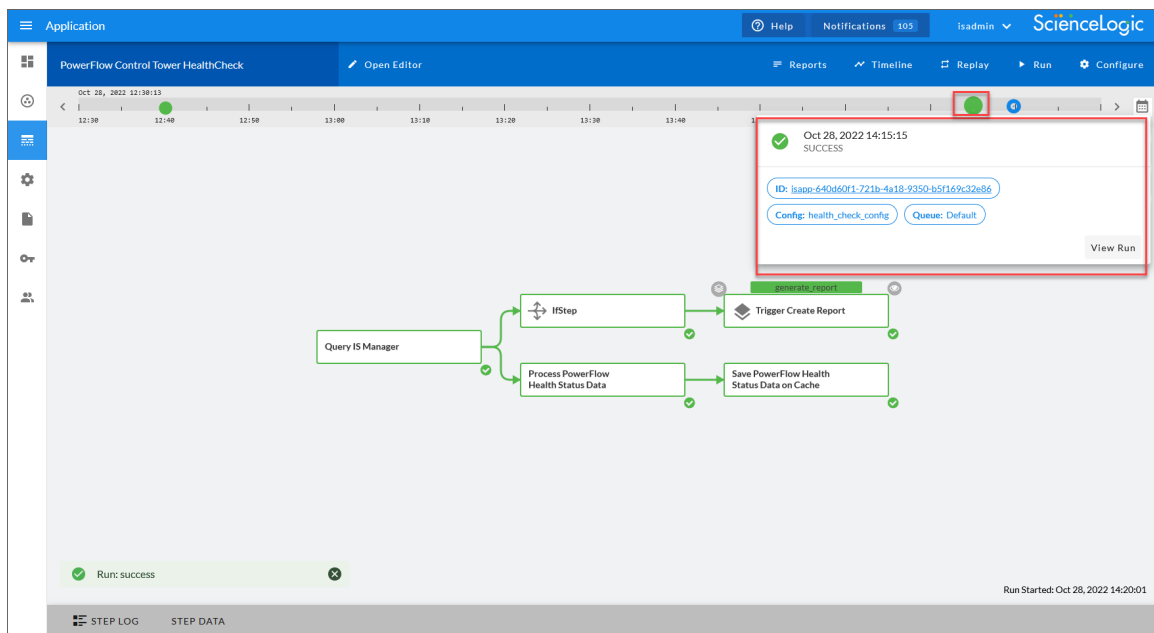 Application
Help
Notifications 105
isadmin
ScienceLogic
PowerFlow Control Tower HealthCheck
Open Editor
Reports
Timeline
Replay
Run
Configure
Oct 28, 2022 12:30:13
12:30 12:40 12:50 13:00 13:10 13:20 13:30 13:40
Oct 28, 2022 14:15:15
SUCCESS
ID: isapp-640d60f1-721b-4a18-9350-b5f169c32e86
Config: health_check_config
Queue: Default
View Run
generate_report
IfStep
Trigger Create Report
Query IS Manager
Process PowerFlow
Health Status Data
Save PowerFlow Health
Status Data on Cache
Run: success
Run Started: Oct 28, 2022 14:20:01
STEP LOG
STEP DATA